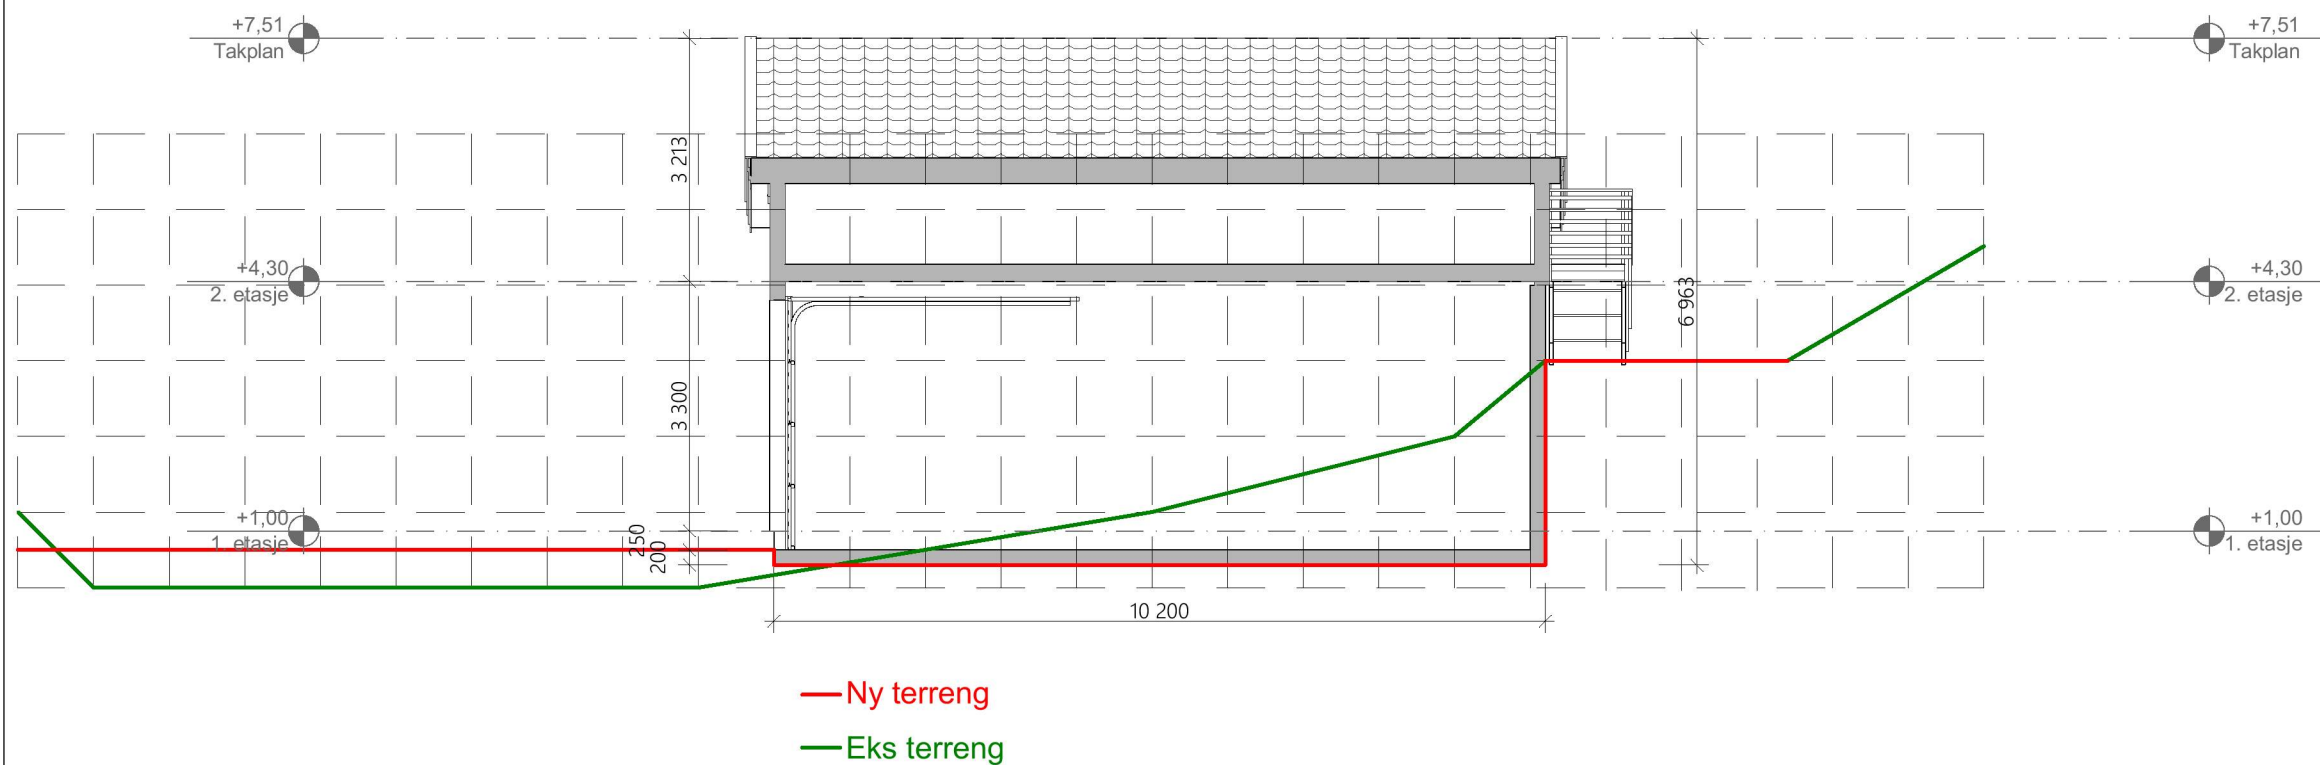 +7,51
Takplan
+7,51
Takplan
3 213
+4,30
2. etasje
6 963
+4,30
2. etasje
3 300
+1,00
1. etasje
250
200
+1,00
1. etasje
10 200
Ny terreng
Eks terreng